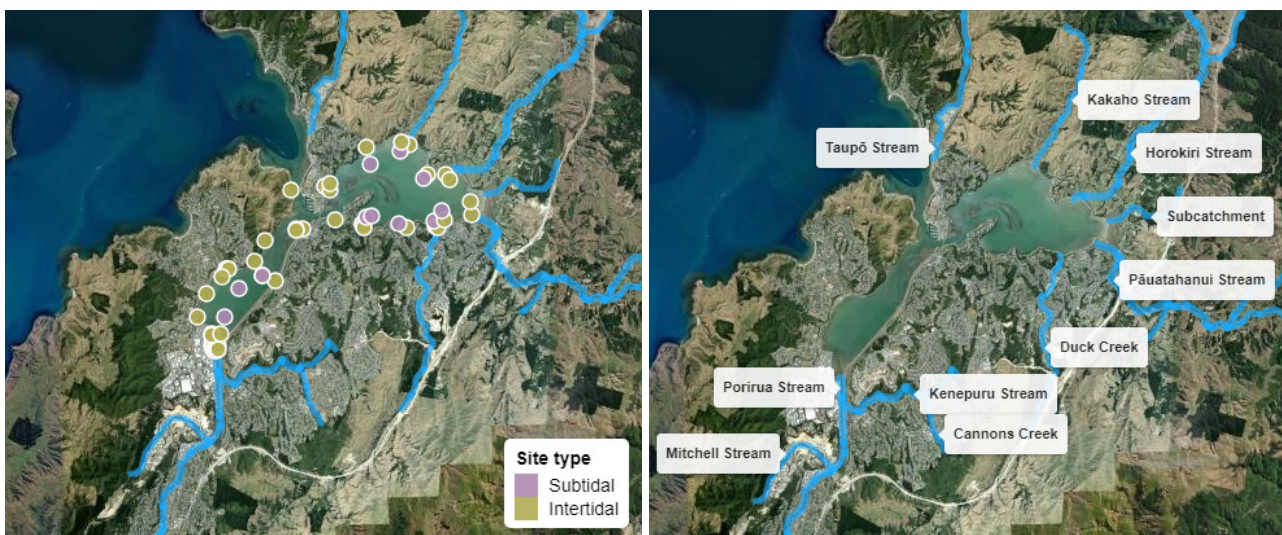 Site type
Subtidal
Intertidal
Kakaho Stream
Taupō Stream
Horokiri Stream
Subcatchment
Pāuatahanui Stream
Duck Creek
Porirua Stream
Kenepuru Stream
Cannons Creek
Mitchell Stream